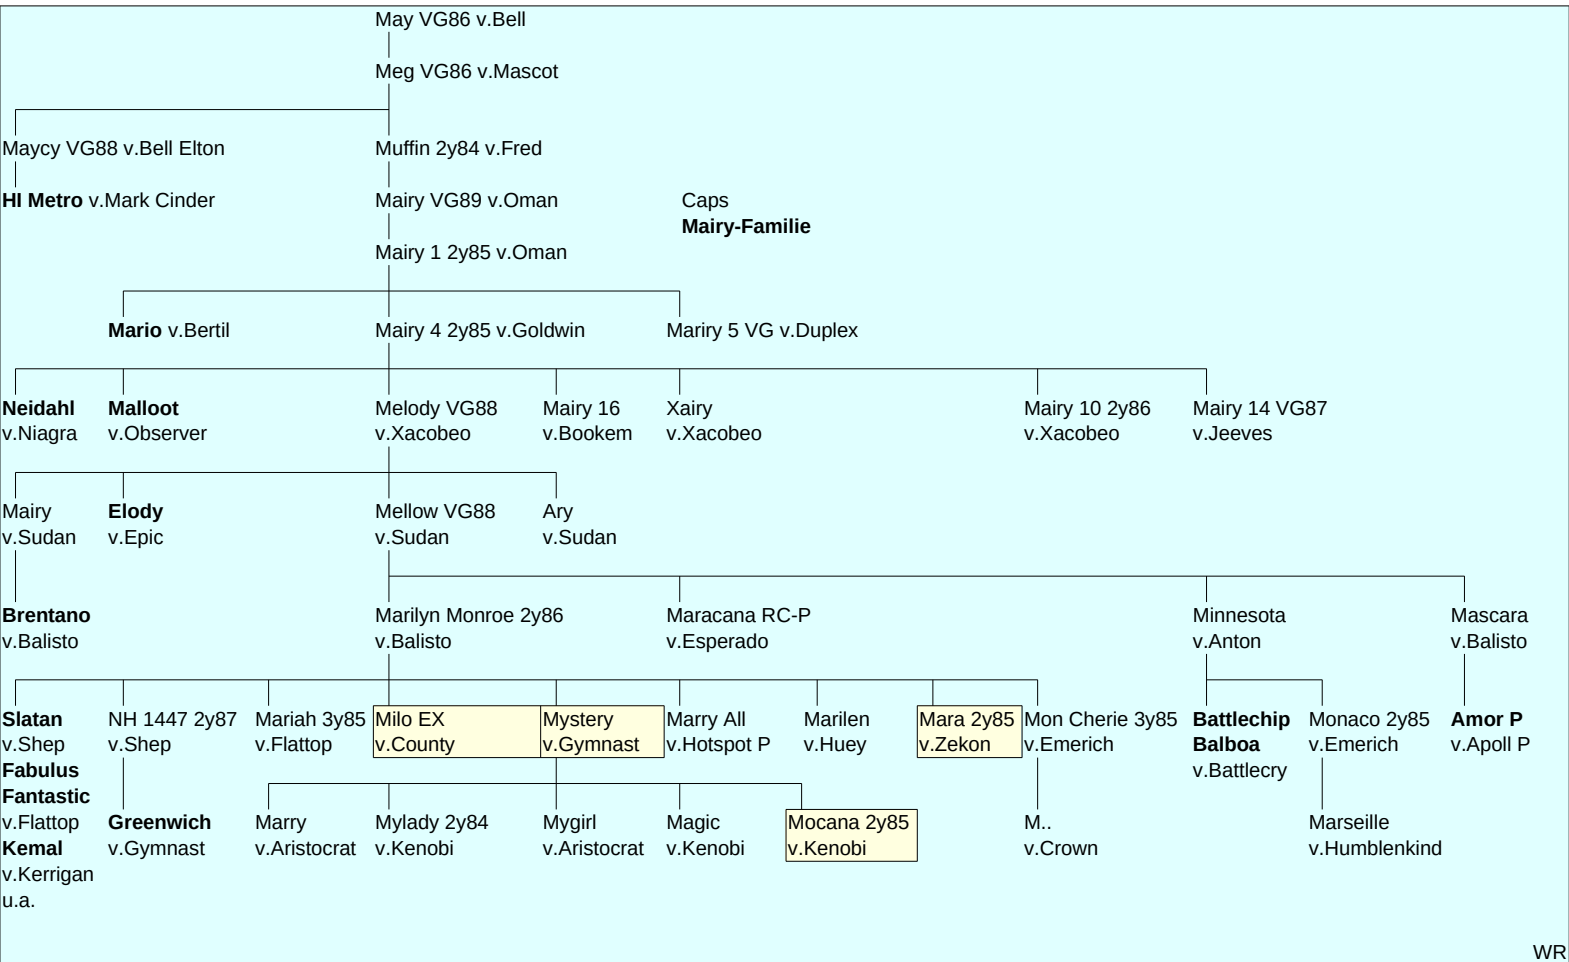 May VG86 v.Bell
Meg VG86 v.Mascot
Maycy VG88 v.Bell Elton
Muffin 2y84 v.Fred
HI Metro v.Mark Cinder
Mairy VG89 v.Oman
Caps
Mairy-Familie
Mairy 1 2y85 v.Oman
Mario v.Bertil
Mairy 4 2y85 v.Goldwin
Mariry 5 VG v.Duplex
Neidahl
v.Niagra
Malloot
v.Observer
Melody VG88
v.Xacobeo
Mairy 16
v.Bookem
Xairy
v.Xacobeo
Mairy 10 2y86
v.Xacobeo
Mairy 14 VG87
v.Jeeves
Mairy
v.Sudan
Elody
v.Epic
Mellow VG88
v.Sudan
Ary
v.Sudan
Brentano
v.Balisto
Marilyn Monroe 2y86
v.Balisto
Maracana RC-P
v.Esperado
Minnesota
v.Anton
Mascara
v.Balisto
Slatan
v.Shep
Fabulus
Fantastic
v.Flattop
Kemal
v.Kerrigan
u.a.
NH 1447 2y87
v.Shep
Mariah 3y85
v.Flattop
Milo EX
v.County
Mystery
v.Gymnast
Marry All
v.Hotspot P
Marilen
v.Huey
Mara 2y85
v.Zekon
Mon Cherie 3y85
v.Emerich
Battlechip
Balboa
v.Battlecry
Monaco 2y85
v.Emerich
Amor P
v.Apoll P
Greenwich
v.Gymnast
Marry
v.Aristocrat
Mylady 2y84
v.Kenobi
Mygirl
v.Aristocrat
Magic
v.Kenobi
Mocana 2y85
v.Kenobi
M..
v.Crown
Marseille
v.Humblenkind
WR